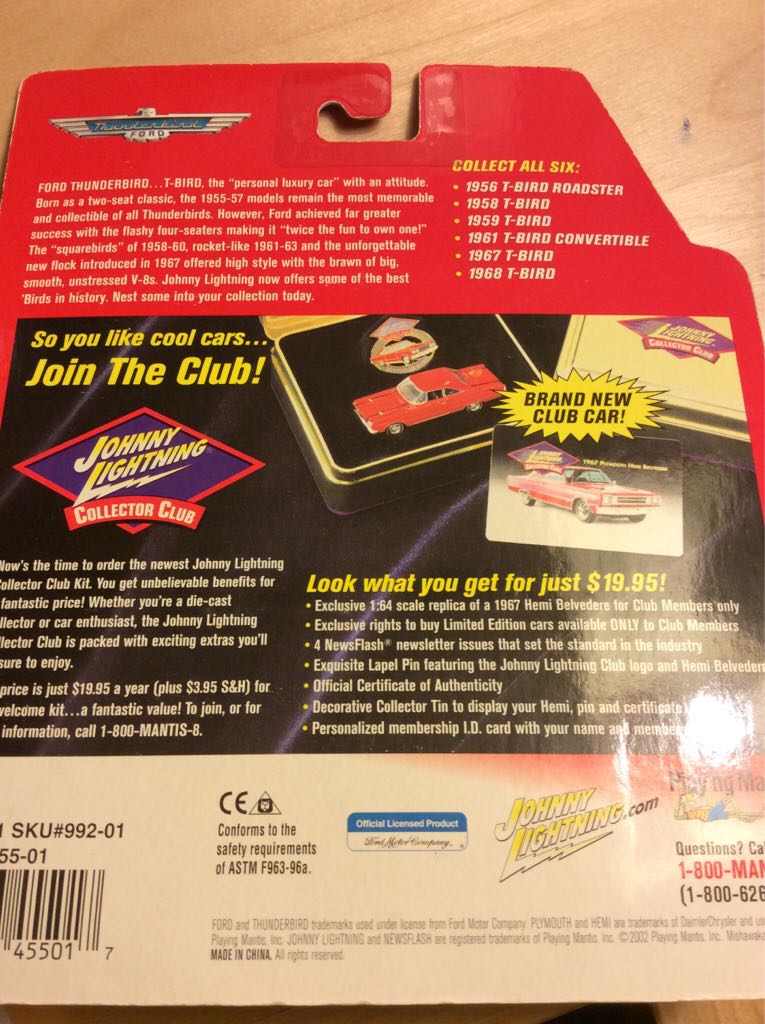 Thunderbird
FORD
FORD THUNDERBIRD...T-BIRD, the "personal luxury car" with an attitude.
Born as a two-seat classic, the 1955-57 models remain the most memorable
and collectible of all Thunderbirds. However, Ford achieved far greater
success with the flashy four-seaters making it "twice the fun to own one!"
The "squarebirds" of 1958-60, rocket-like 1961-63 and the unforgettable
new flock introduced in 1967 offered high style with the brawn of big,
smooth, unstressed V-8s. Johnny Lightning now offers some of the best
'Birds in history. Nest some into your collection today.
COLLECT ALL SIX:
• 1956 T-BIRD ROADSTER
• 1958 T-BIRD
• 1959 T-BIRD
• 1961 T-BIRD CONVERTIBLE
• 1967 T-BIRD
• 1968 T-BIRD
So you like cool cars...
Join The Club!
JOHNNY
LIGHTNING
COLLECTOR CLUB
JOHNNY
LIGHTNING
COLLECTOR CLUB
BRAND NEW
CLUB CAR!
1967 PLYMOUTH HEMI BELVEDERE
Now's the time to order the newest Johnny Lightning
ollector Club Kit. You get unbelievable benefits for
fantastic price! Whether you're a die-cast
llector or car enthusiast, the Johnny Lightning
llector Club is packed with exciting extras you'll
sure to enjoy.
price is just $19.95 a year (plus $3.95 S&H) for
elcome kit...a fantastic value! To join, or for
information, call 1-800-MANTIS-8.
Look what you get for just $19.95!
• Exclusive 1:64 scale replica of a 1967 Hemi Belvedere for Club Members only
• Exclusive rights to buy Limited Edition cars available ONLY to Club Members
• 4 NewsFlash® newsletter issues that set the standard in the industry
• Exquisite Lapel Pin featuring the Johnny Lightning Club logo and Hemi Belvedere
• Official Certificate of Authenticity
• Decorative Collector Tin to display your Hemi, pin and certificate
• Personalized membership I.D. card with your name and membe
1 SKU#992-01
55-01
45501 7
CE
Conforms to the
safety requirements
of ASTM F963-96a.
Official Licensed Product
Ford Motor Company
JOHNNY
LIGHTNING.com
Playing Ma
Questions? Ca
1-800-MAN
(1-800-626
FORD and THUNDERBIRD trademarks used under license from Ford Motor Company. PLYMOUTH and HEMI are trademarks of DaimlerChrysler and us
Playing Mantis, Inc. JOHNNY LIGHTNING and NEWSFLASH are registered trademarks of Playing Mantis, Inc. ©2002 Playing Mantis, Inc. Mishawaka
MADE IN CHINA. All rights reserved.